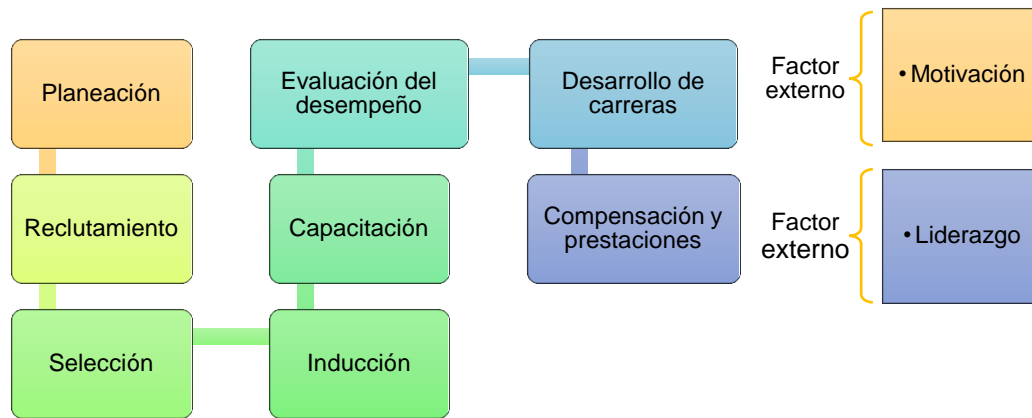 Planeación
Reclutamiento
Selección
Inducción
Capacitación
Evaluación del
desempeño
Desarrollo de
carreras
Compensación y
prestaciones
Factor
externo
• Motivación
Factor
externo
• Liderazgo